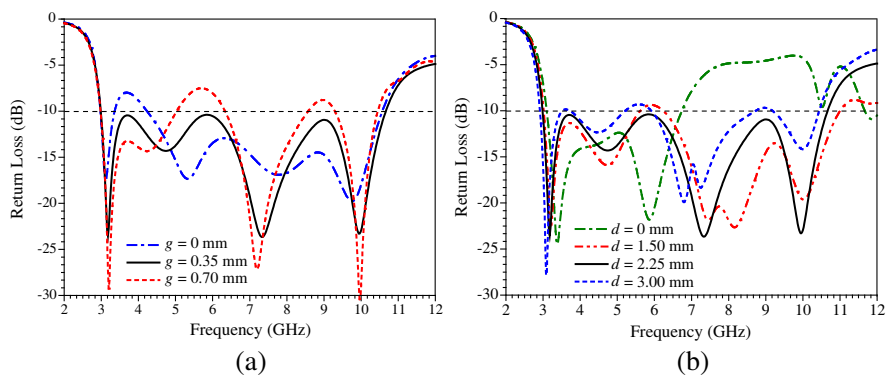 0
-5
-10
-15
-20
-25
-30
Return Loss (dB)
g = 0 mm
g = 0.35 mm
g = 0.70 mm
2 3 4 5 6 7 8 9 10 11 12
Frequency (GHz)
(a)
0
-5
-10
-15
-20
-25
-30
Return Loss (dB)
d = 0 mm
d = 1.50 mm
d = 2.25 mm
d = 3.00 mm
2 3 4 5 6 7 8 9 10 11 12
Frequency (GHz)
(b)